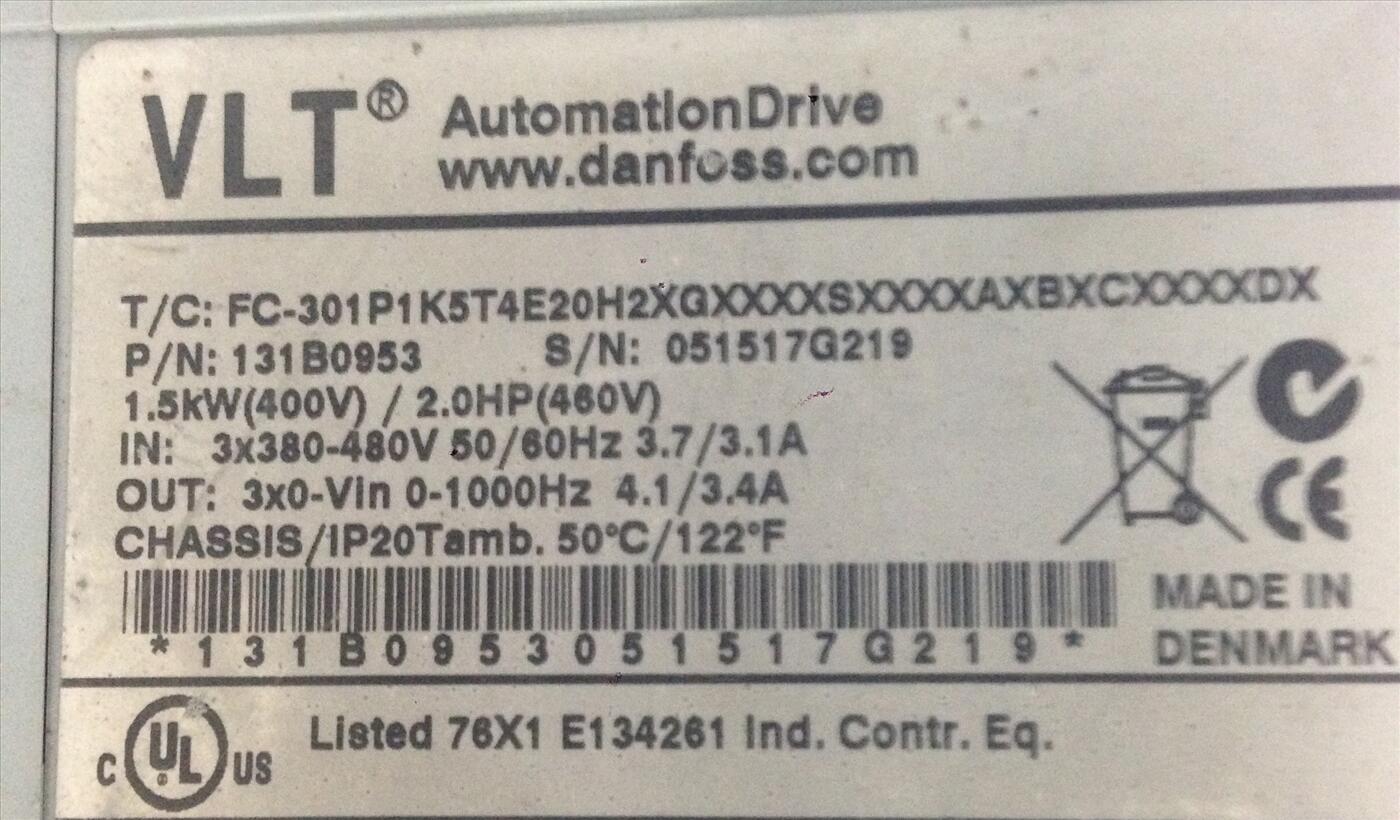 VLT® AutomationDrive
www.danfoss.com
T/C: FC-301P1K5T4E20H2XGXXXXSXXXXAXBXCXXXXDX
P/N: 131B0953 S/N: 051517G219
1.5kW(400V) / 2.0HP(460V)
IN: 3x380-480V 50/60Hz 3.7/3.1A
OUT: 3x0-Vin 0-1000Hz 4.1/3.4A
CHASSIS/IP20Tamb. 50°C/122°F
*131B0953051517G219*
CE
MADE IN
DENMARK
C UL® US Listed 76X1 E134261 Ind. Contr. Eq.